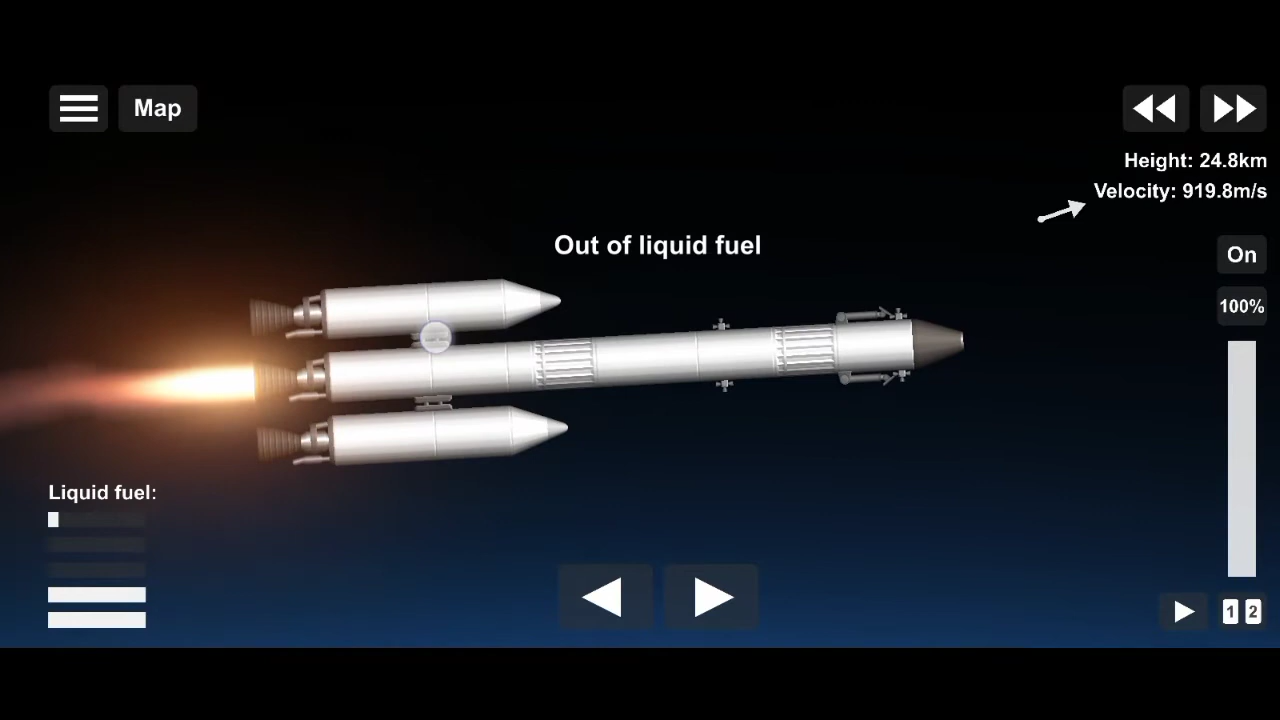 Map
Height: 24.8km
Velocity: 919.8m/s
Out of liquid fuel
On
100%
Liquid fuel:
1 2